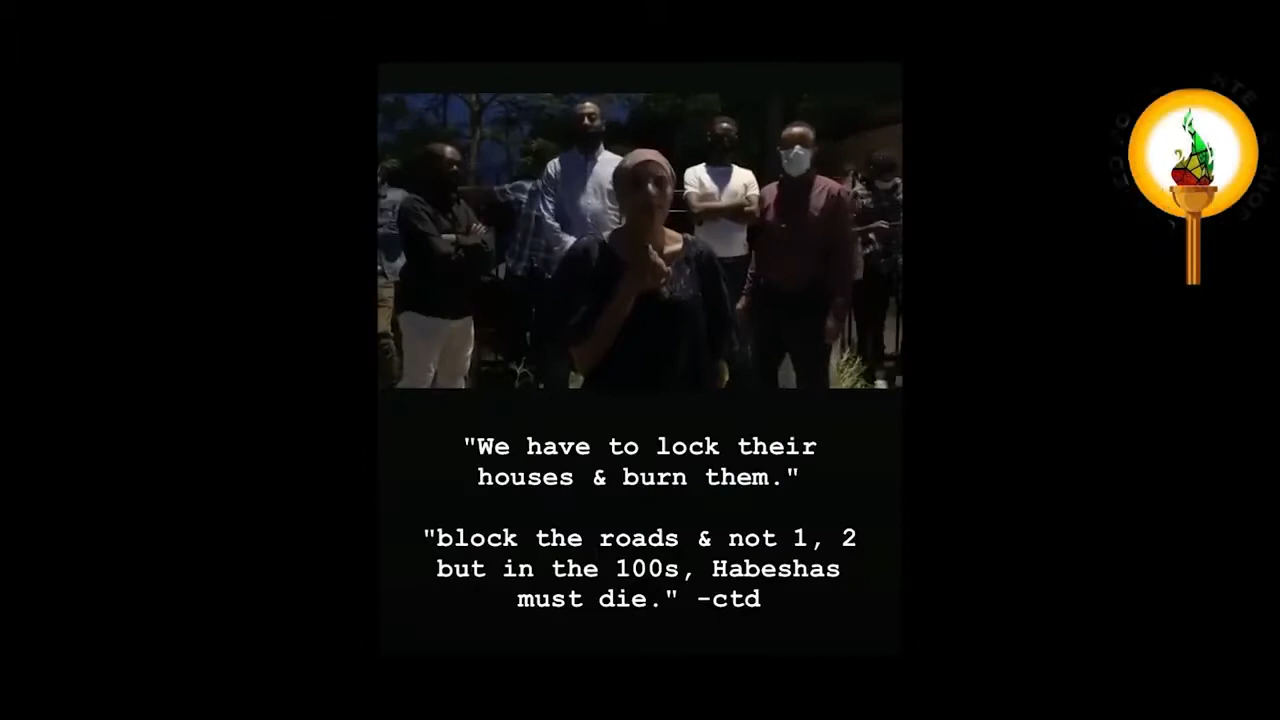 "We have to lock their
houses & burn them."
"block the roads & not 1, 2
but in the 100s, Habeshas
must die." -ctd